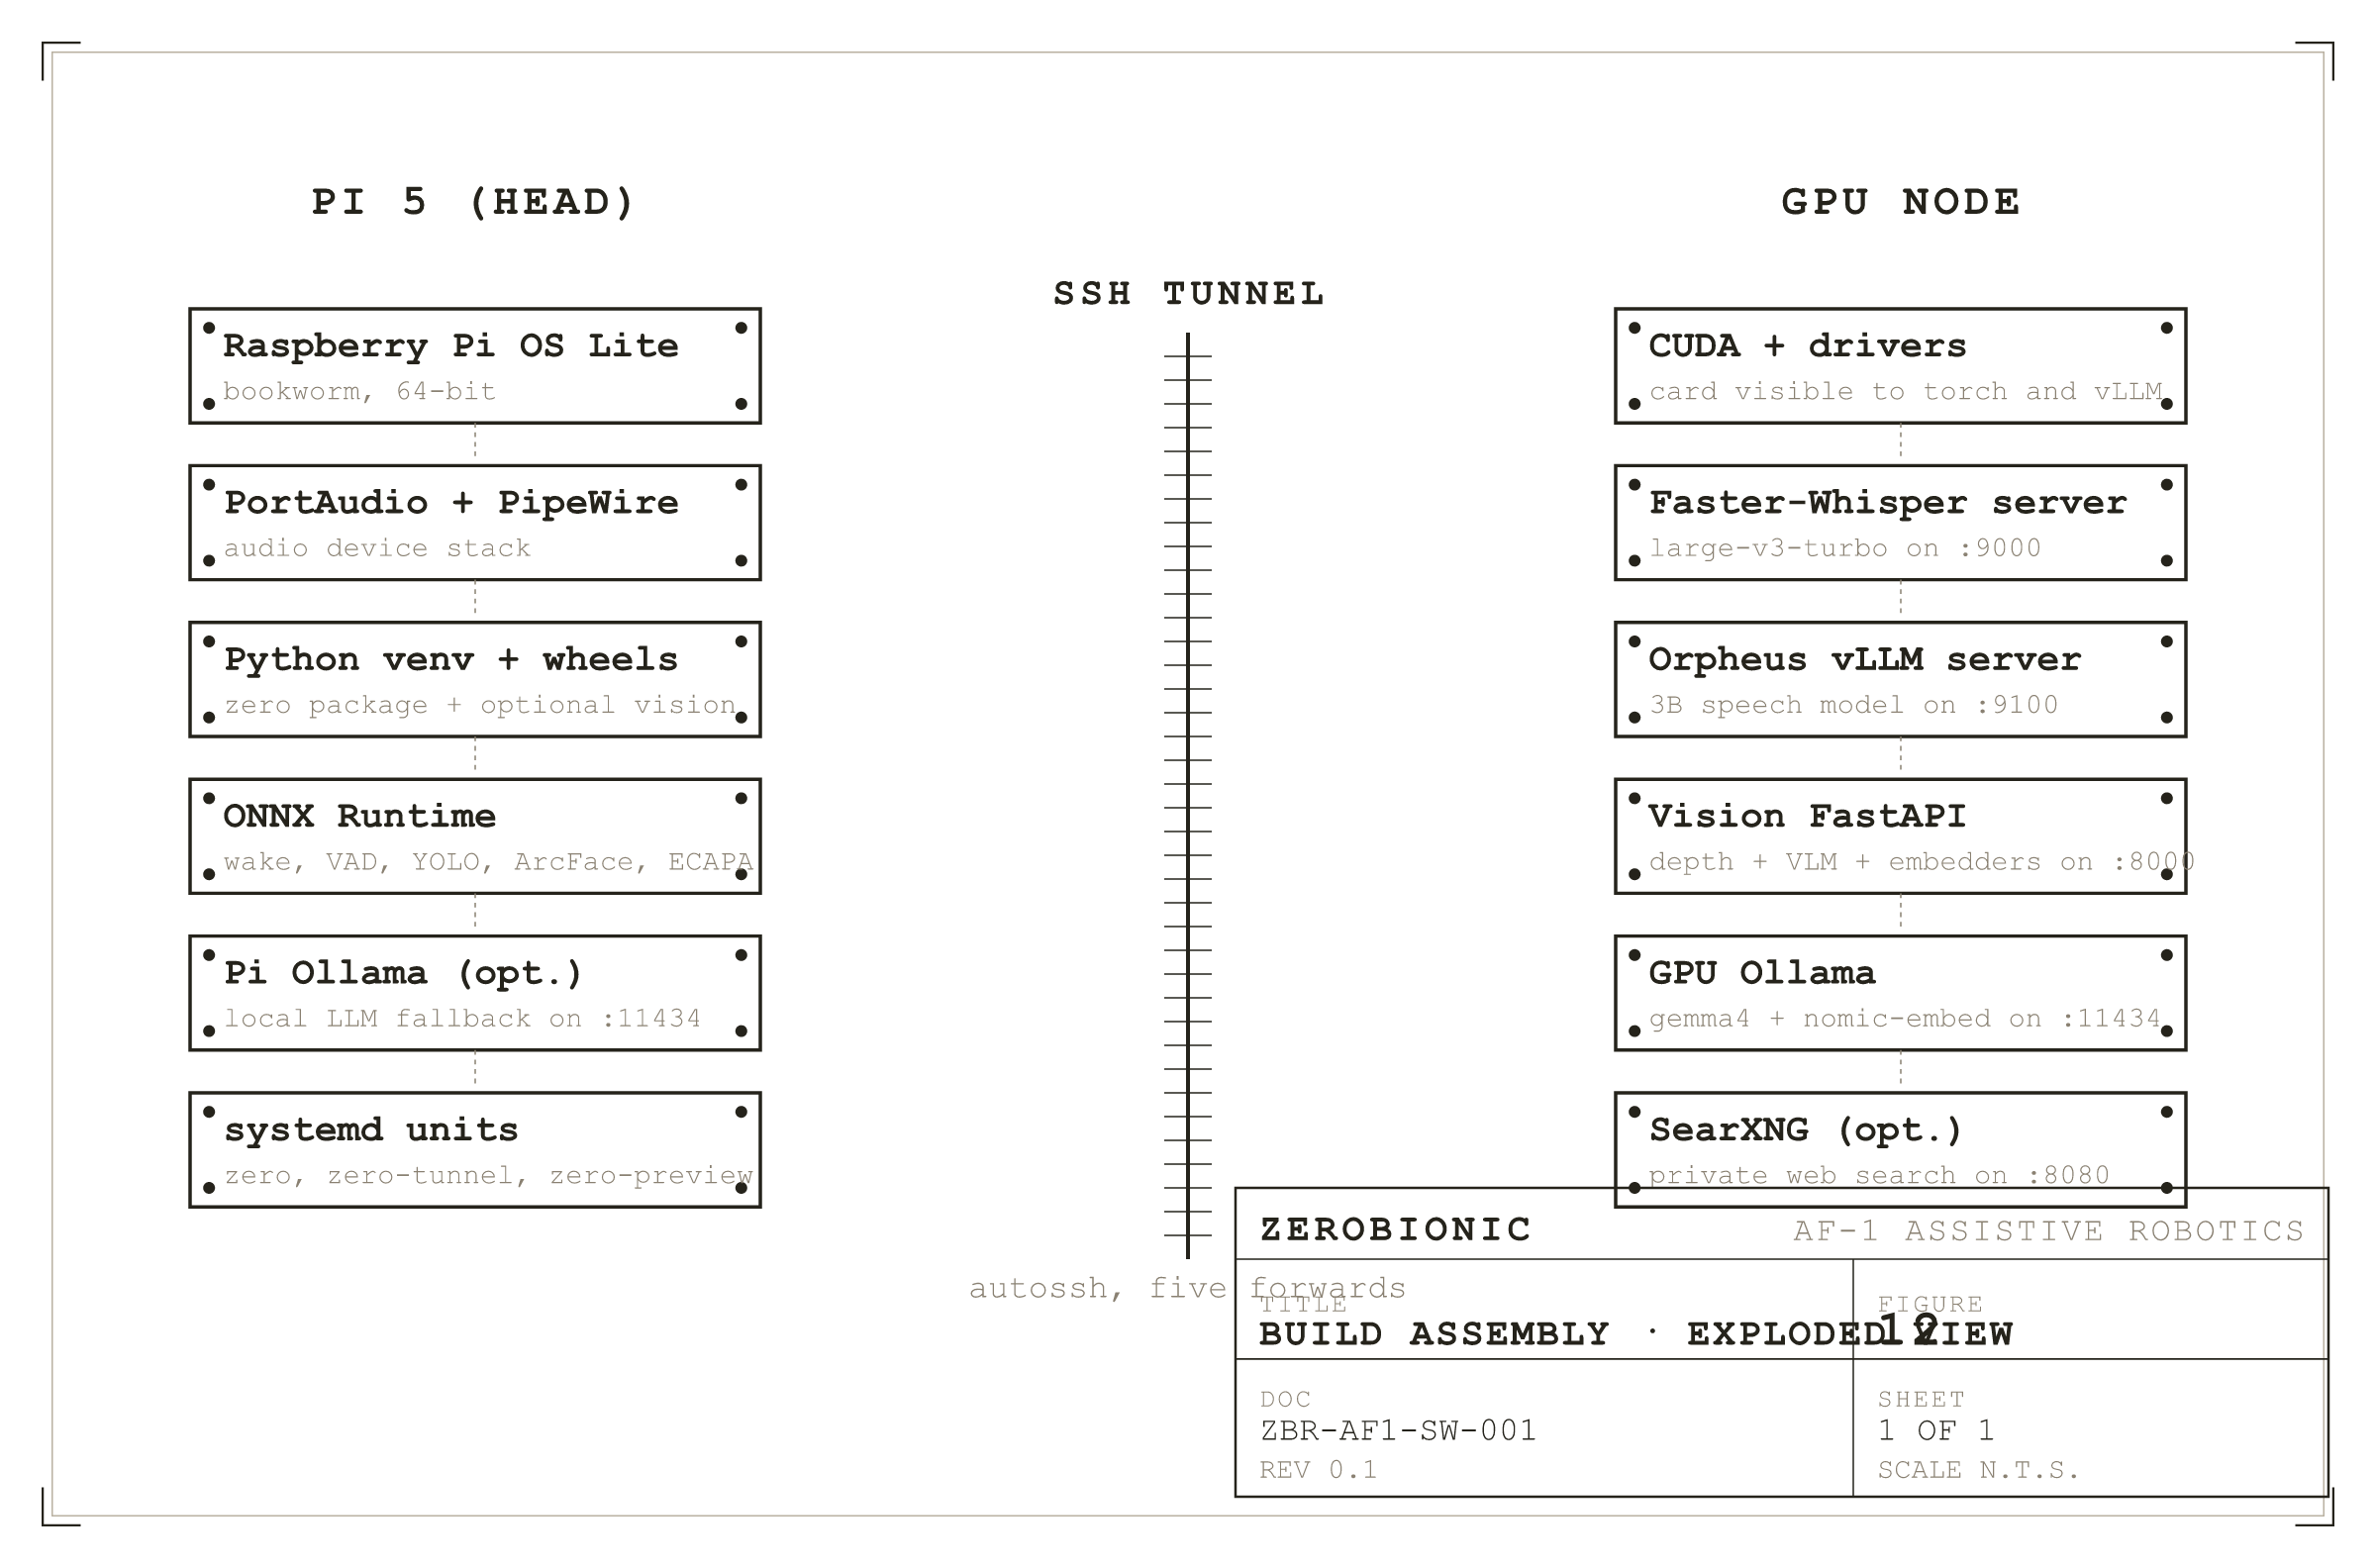 PI 5 (HEAD)
Raspberry Pi OS Lite
bookworm, 64-bit
PortAudio + PipeWire
audio device stack
Python venv + wheels
zero package + optional vision
ONNX Runtime
wake, VAD, YOLO, ArcFace, ECAPA
Pi Ollama (opt.)
local LLM fallback on :11434
systemd units
zero, zero-tunnel, zero-preview
SSH TUNNEL
autossh, five forwards
GPU NODE
CUDA + drivers
card visible to torch and vLLM
Faster-Whisper server
large-v3-turbo on :9000
Orpheus vLLM server
3B speech model on :9100
Vision FastAPI
depth + VLM + embedders on :8000
GPU Ollama
gemma4 + nomic-embed on :11434
SearXNG (opt.)
private web search on :8080
ZEROBIONIC
AF-1 ASSISTIVE ROBOTICS
TITLE
BUILD ASSEMBLY · EXPLODED VIEW
FIGURE
12
DOC
ZBR-AF1-SW-001
REV 0.1
SHEET
1 OF 1
SCALE N.T.S.